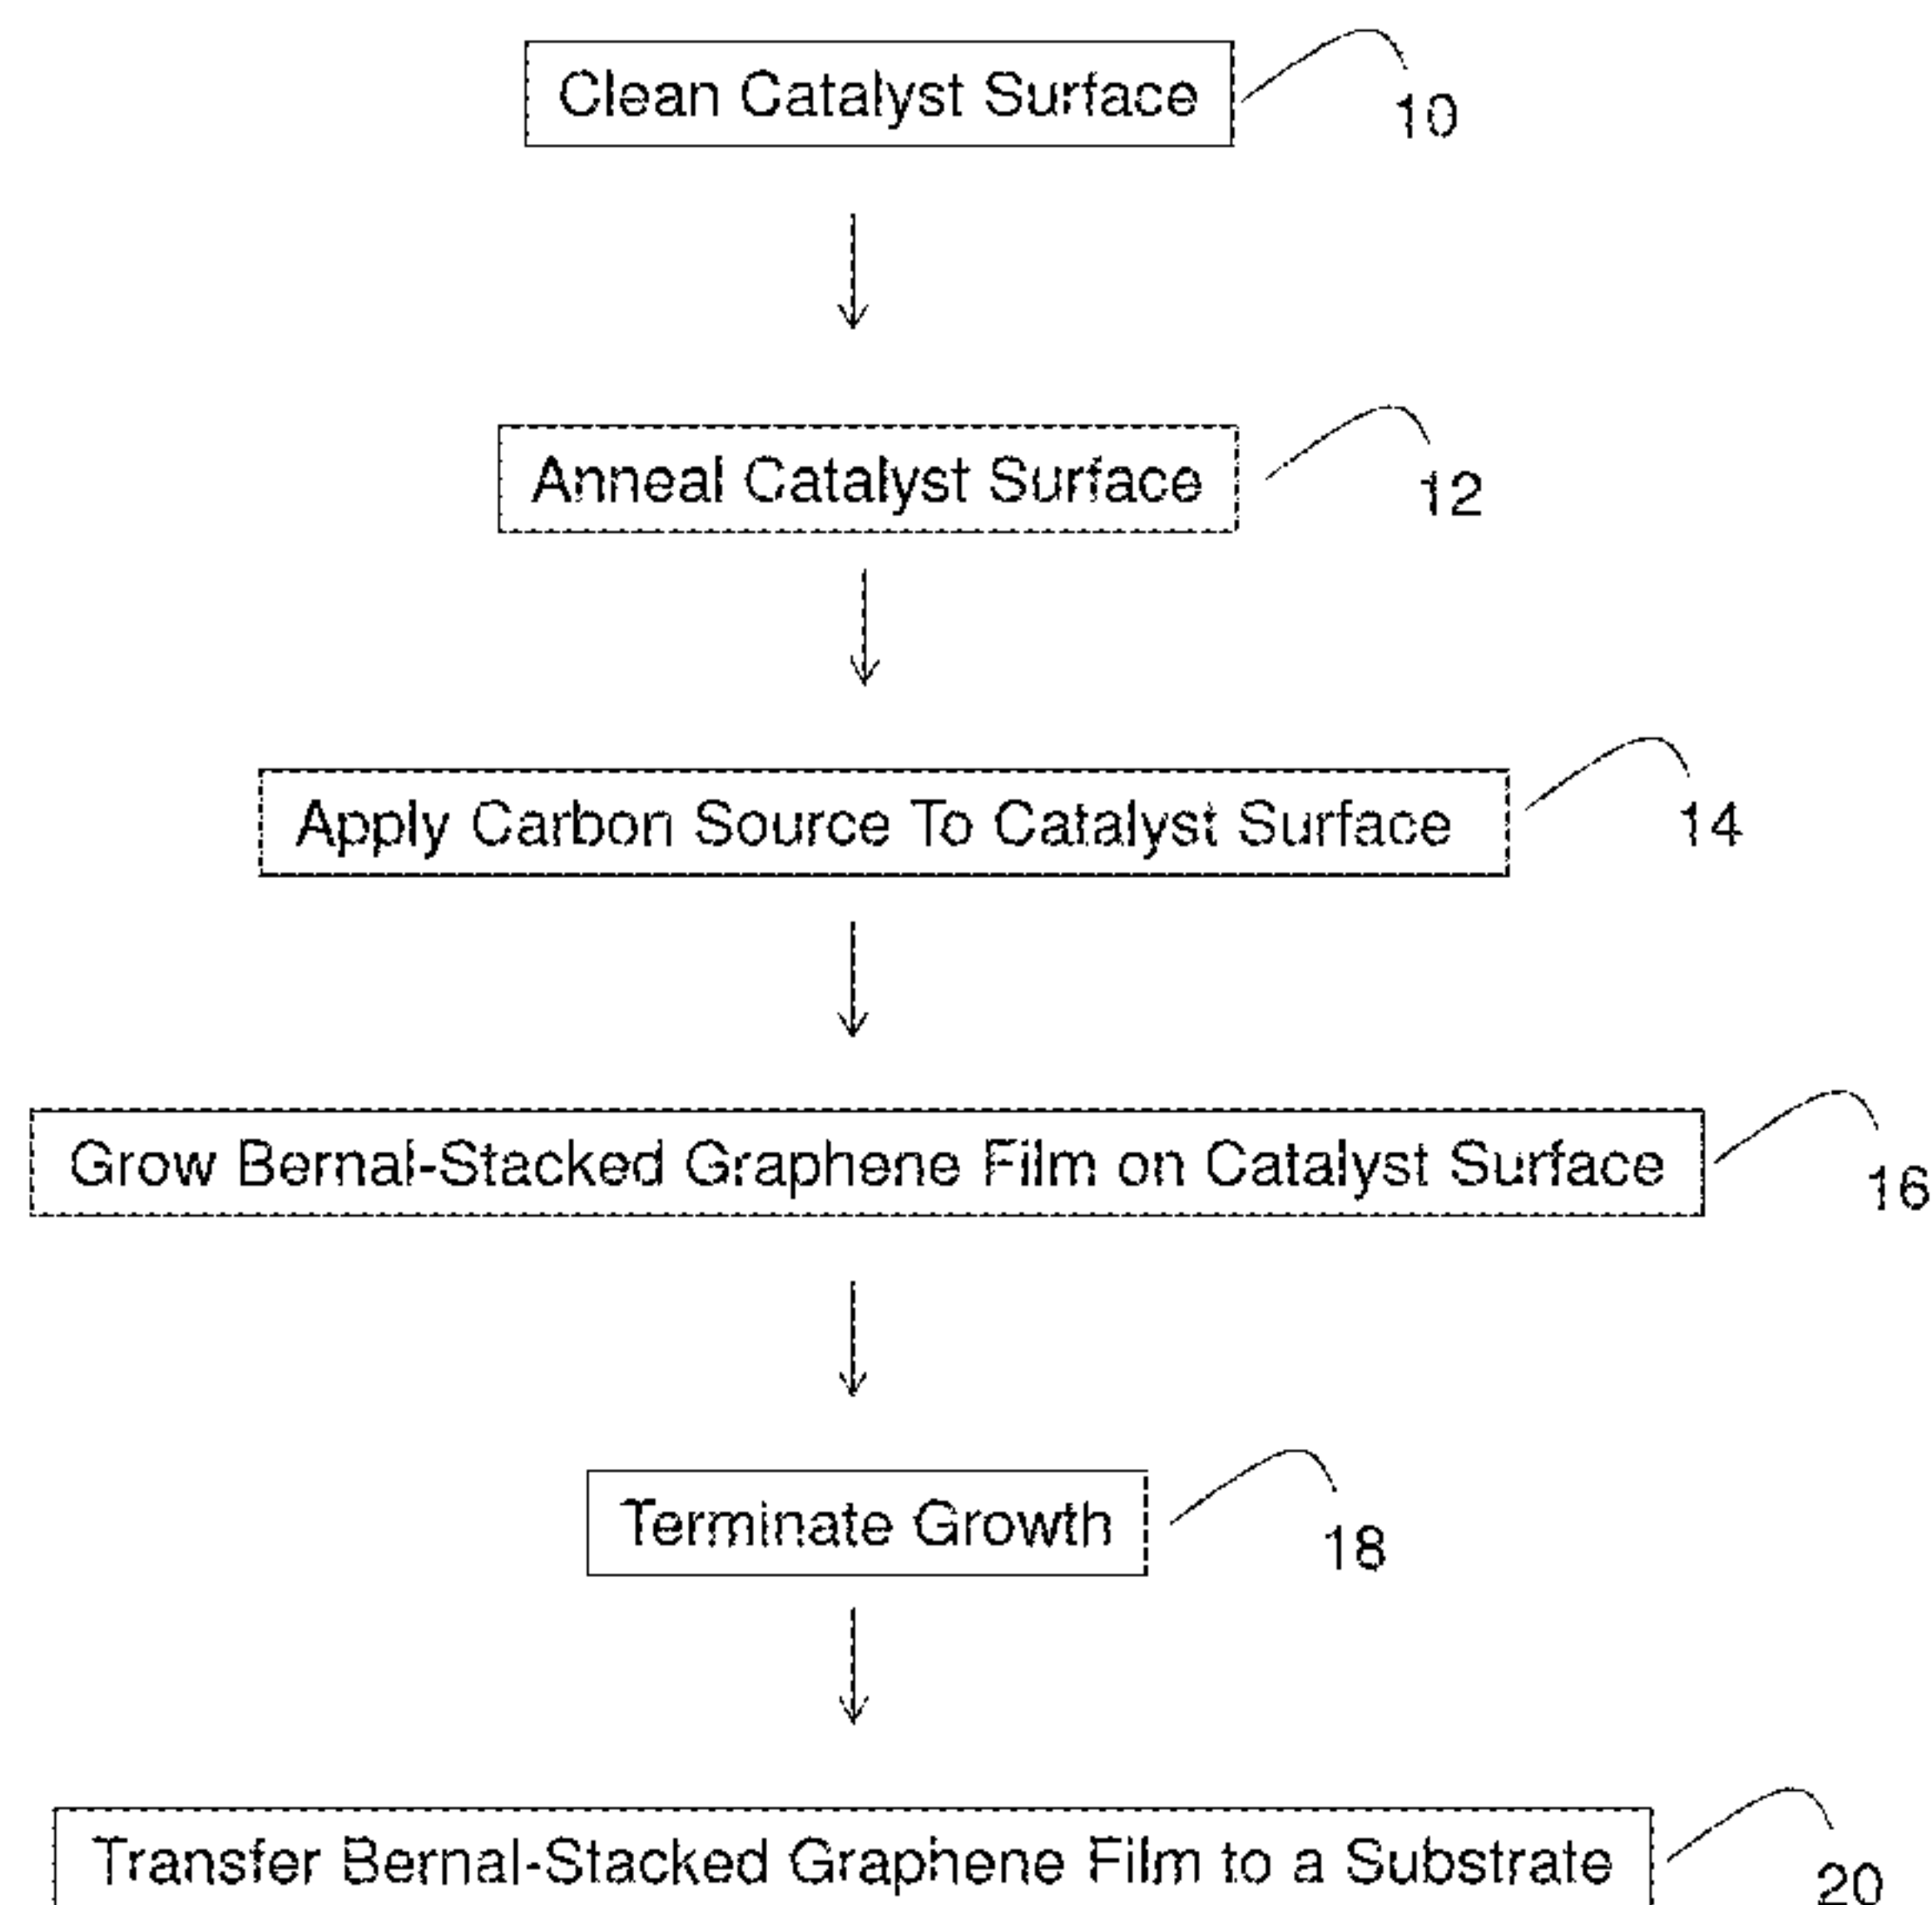 Clean Catalyst Surface
10
Anneal Catalyst Surface
12
Apply Carbon Source To Catalyst Surface
14
Grow Bernal-Stacked Graphene Film on Catalyst Surface
16
Terminate Growth
18
Transfer Bernal-Stacked Graphene Film to a Substrate
20